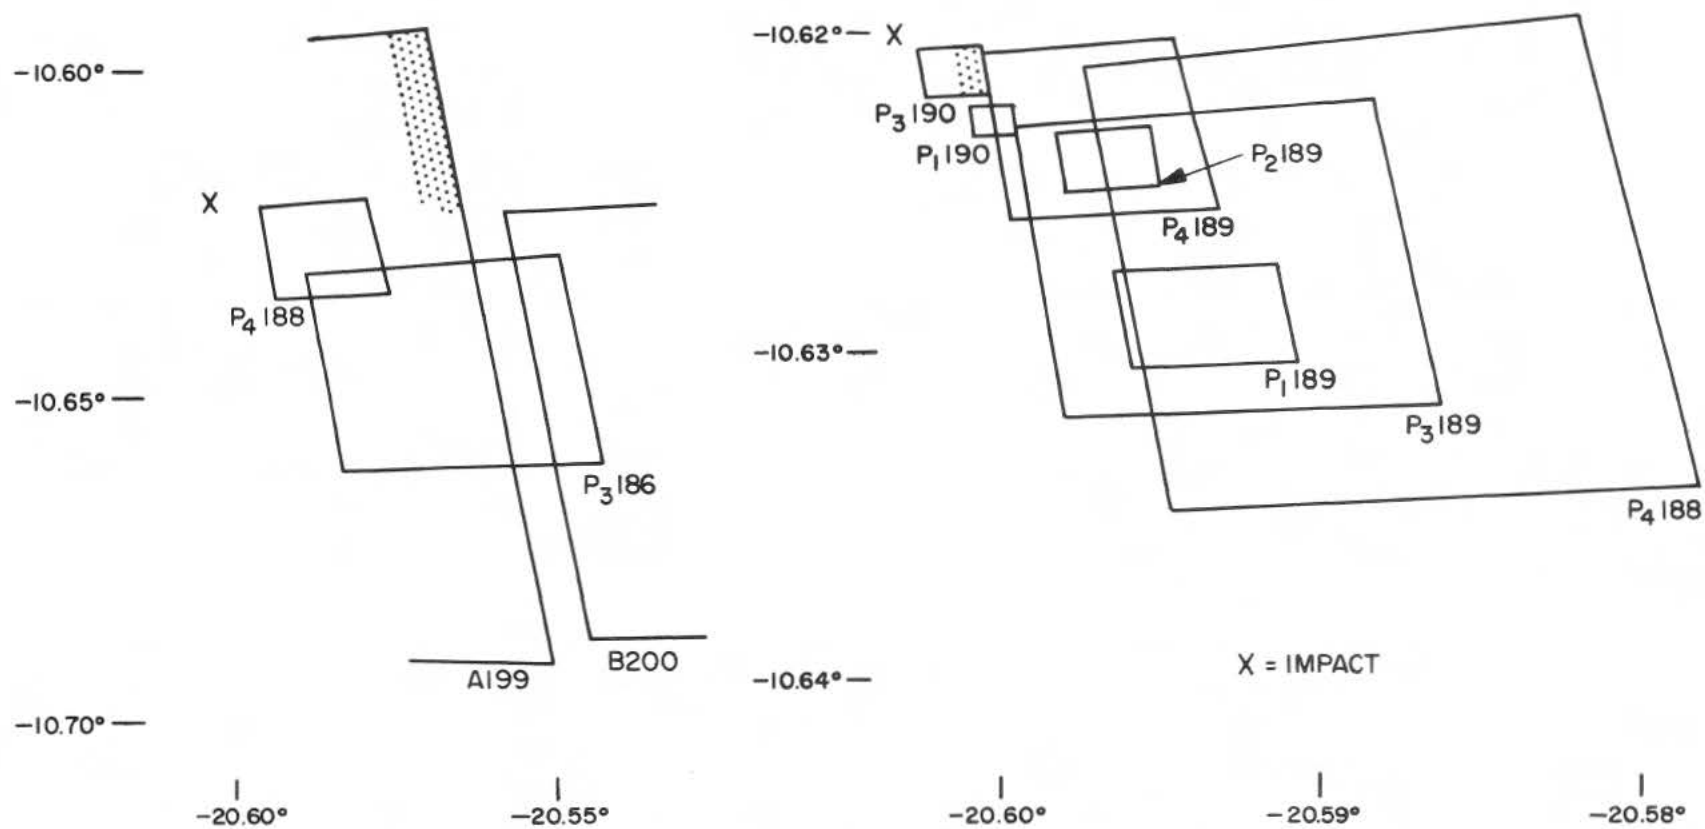 -10.60°
X
P4 188
-10.65°
P3 186
A199
B200
-10.70°
-20.60°
-20.55°
-10.62°
X
P3 190
P1 190
P2 189
P4 189
-10.63°
P1 189
P3 189
P4 188
-10.64°
X = IMPACT
-20.60°
-20.59°
-20.58°